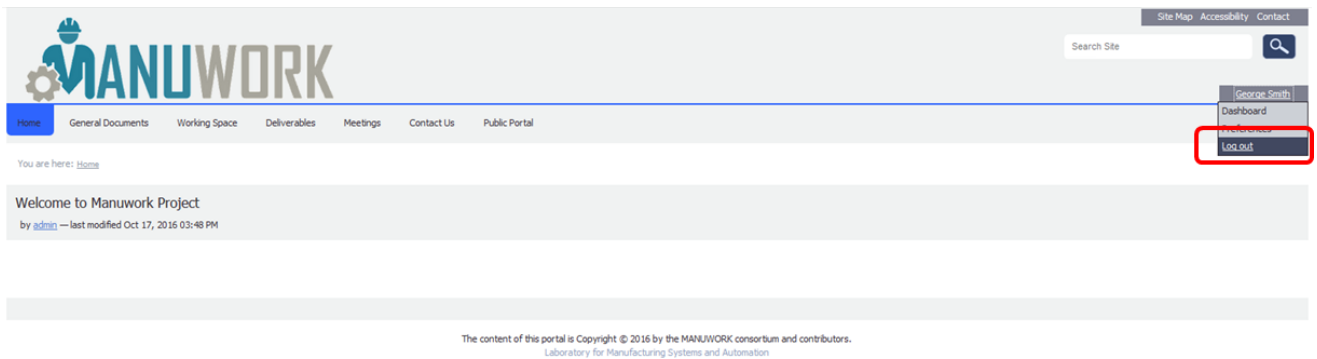 Site Map Accessibility Contact
MANUWORK
Search Site
George Smith
Dashboard
Preferences
Log out
Home General Documents Working Space Deliverables Meetings Contact Us Public Portal
You are here: Home
Welcome to Manuwork Project
by admin — last modified Oct 17, 2016 03:48 PM
The content of this portal is Copyright © 2016 by the MANUWORK consortium and contributors.
Laboratory for Manufacturing Systems and Automation